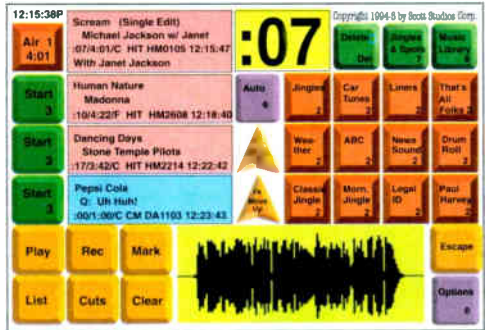 12:15:38P
Copyright 1994-5 by Scott Studios Corp.
Air 1
4:01
Scream (Single Edit)
Michael Jackson w/ Janet
:07/4:01/C HIT HM0105 12:15:47
With Janet Jackson
:07
Delete
Del
Jingles
& Spots
7
Music
Library
8
Start
3
Human Nature
Madonna
:10/4:22/F HIT HM2608 12:18:40
Auto
6
Jingles
2
Car
Tunes
2
Liners
2
That's
All
Folks 2
Start
3
Dancing Days
Stone Temple Pilots
:17/3:42/C HIT HM2214 12:22:42
Wea-
ther
2
ABC
2
News
Sound
2
Drum
Roll
2
Start
3
Pepsi Cola
Q: Uh Huh!
:00/1:00/C CM DA1103 12:23:43
Move
Up
Classic
Jingle
2
Morn.
Jingle
2
Legal
ID
2
Paul
Harvey
2
Play
Rec
Mark
Escape
List
Cuts
Clear
Options